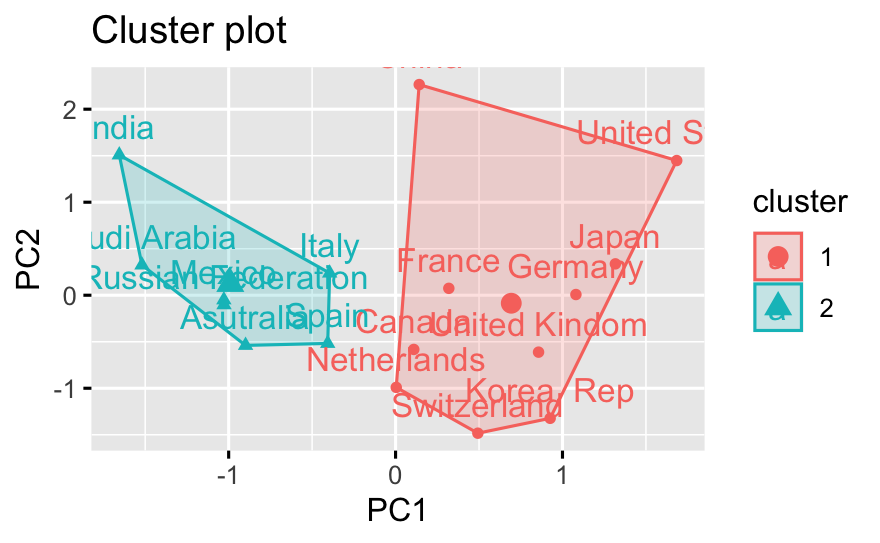 Cluster plot
PC2
2
1
0
-1
-1
0
1
PC1
ndia
udi Arabia
Mexico
Russian Federation
Italy
Asutralia
Spain
United S
Japan
France
Germany
Canada
United Kindom
Netherlands
Korea, Rep
Switzerland
cluster
1
2